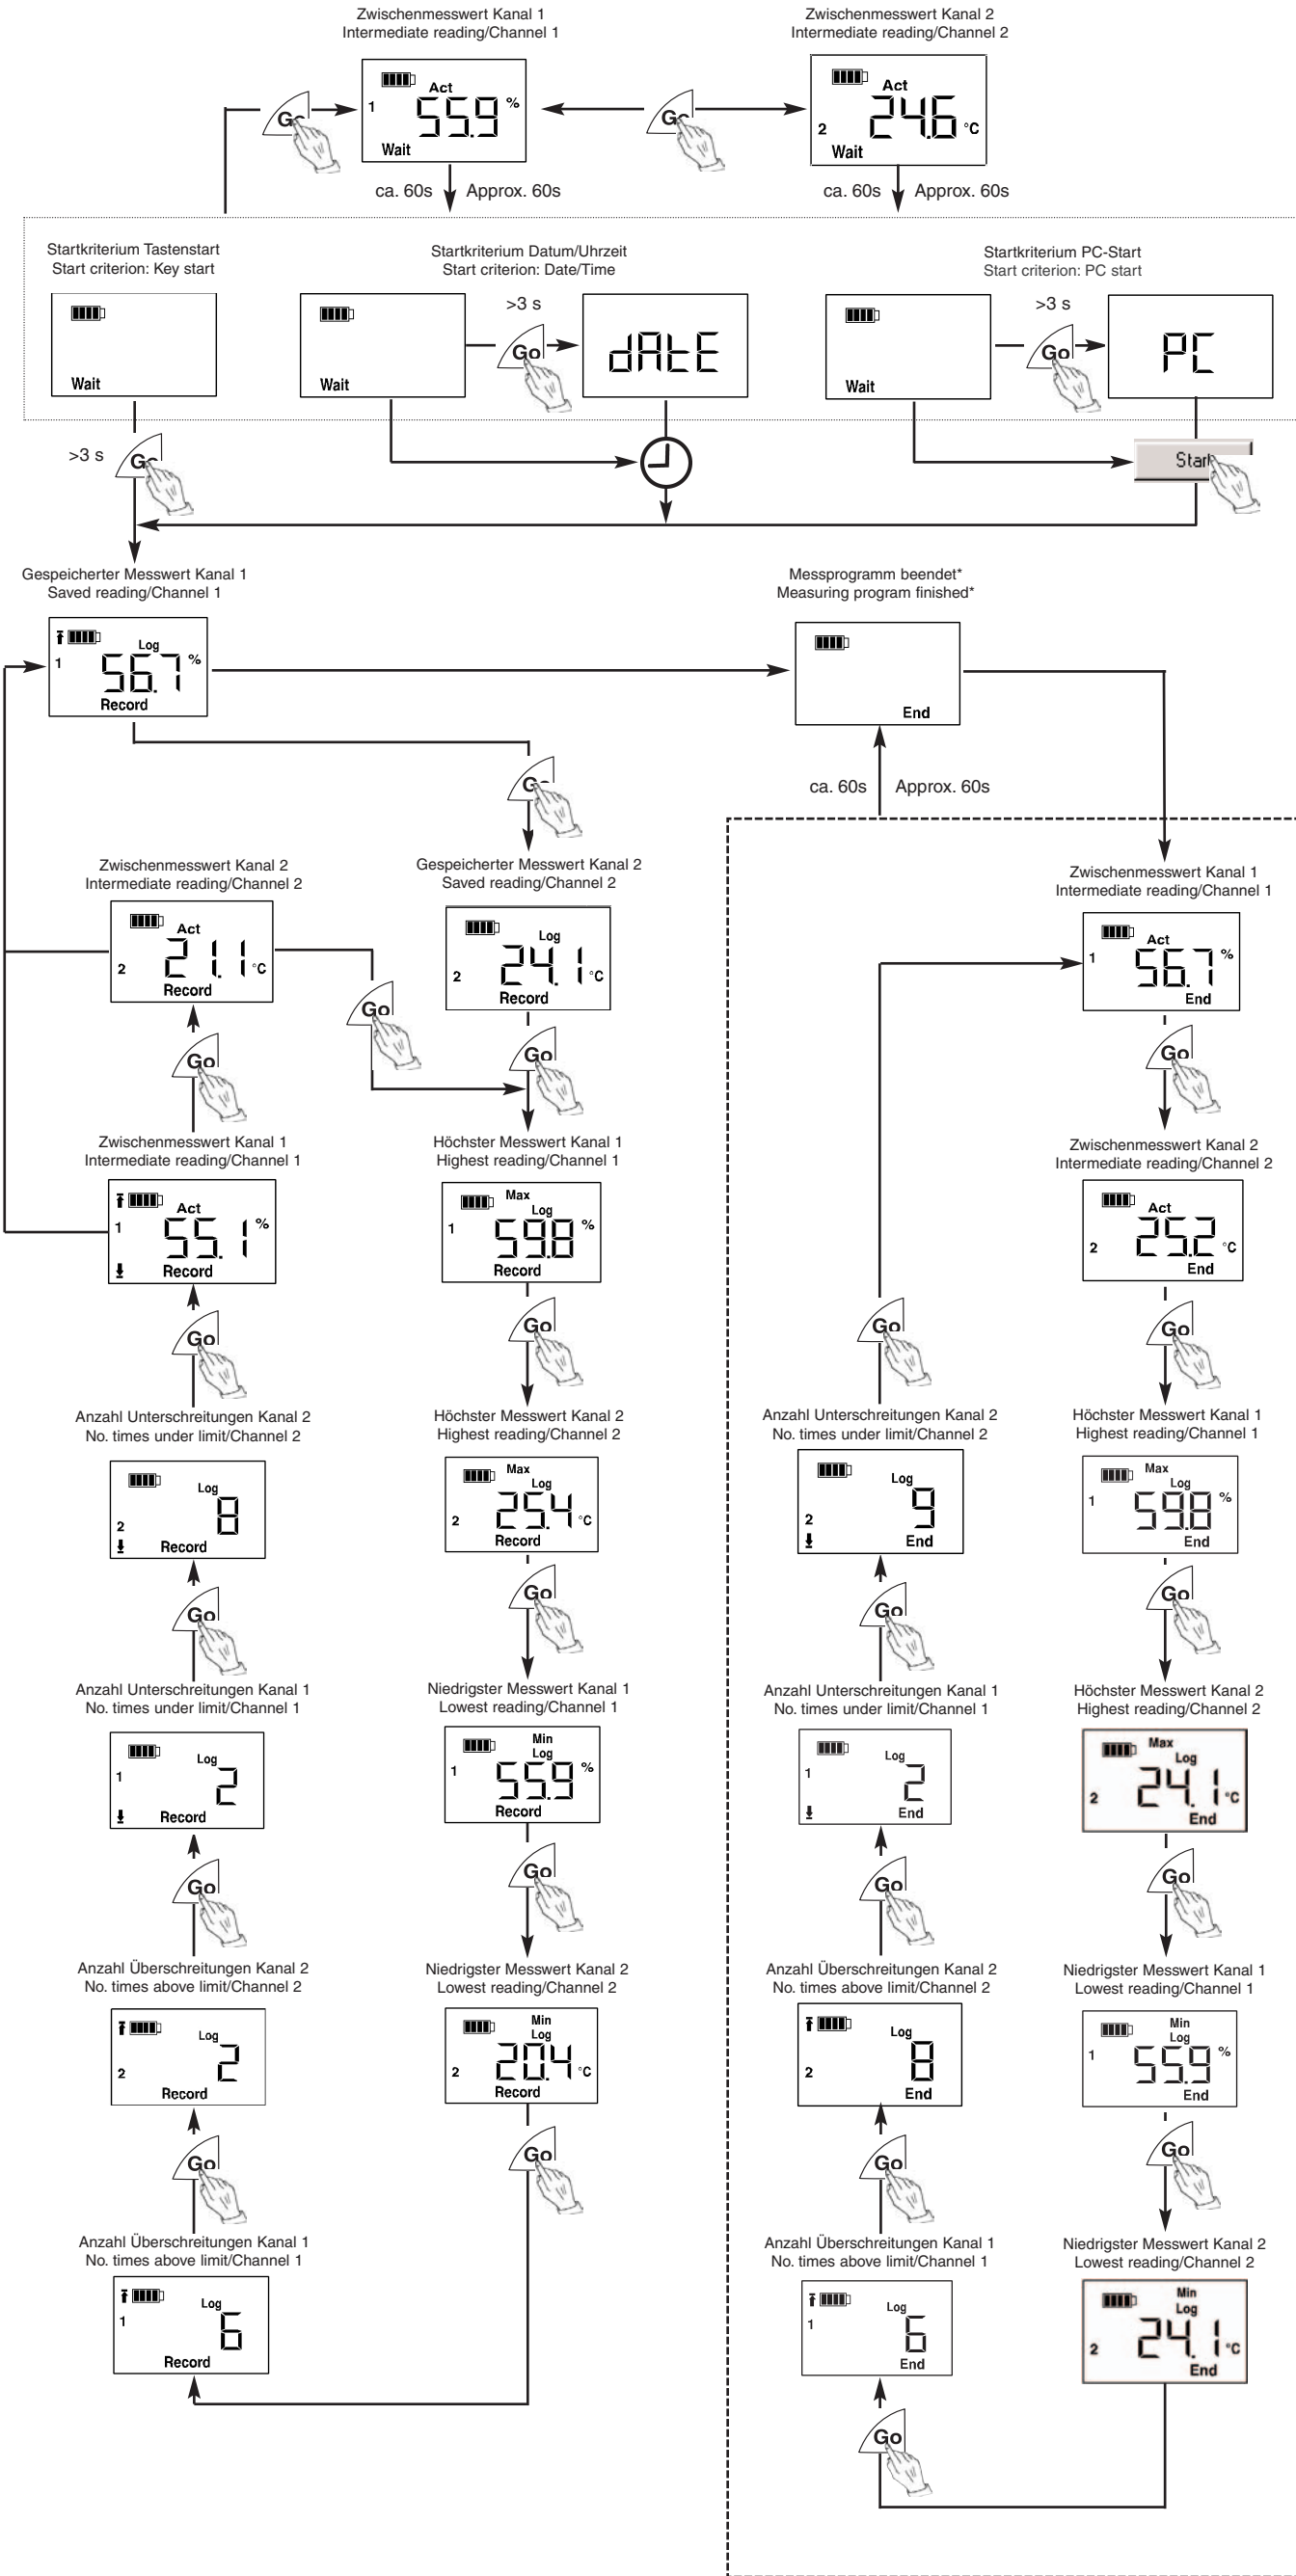 Zwischenmesswert Kanal 1
Intermediate reading/Channel 1
Zwischenmesswert Kanal 2
Intermediate reading/Channel 2
Go
1 Act 55.9 %
Wait
Go
2 Act 24.6 °C
Wait
ca. 60s Approx. 60s
ca. 60s Approx. 60s
Startkriterium Tastenstart
Start criterion: Key start
Startkriterium Datum/Uhrzeit
Start criterion: Date/Time
Startkriterium PC-Start
Start criterion: PC start
Wait
Wait
>3 s
Go
dAtE
Wait
>3 s
Go
PC
>3 s
Go
Start
Gespeicherter Messwert Kanal 1
Saved reading/Channel 1
1 Log 56.7 %
Record
Messprogramm beendet*
Measuring program finished*
End
Go
ca. 60s Approx. 60s
Zwischenmesswert Kanal 2
Intermediate reading/Channel 2
2 Act 21.1 °C
Record
Go
Gespeicherter Messwert Kanal 2
Saved reading/Channel 2
2 Log 24.1 °C
Record
Go
Go
Zwischenmesswert Kanal 1
Intermediate reading/Channel 1
1 Act 55.1 %
Record
Go
Höchster Messwert Kanal 1
Highest reading/Channel 1
Max
1 Log 59.8 %
Record
Go
Anzahl Unterschreitungen Kanal 2
No. times under limit/Channel 2
2 Log 8
Record
Go
Höchster Messwert Kanal 2
Highest reading/Channel 2
Max
2 Log 25.4 °C
Record
Go
Anzahl Unterschreitungen Kanal 1
No. times under limit/Channel 1
1 Log 2
Record
Go
Niedrigster Messwert Kanal 1
Lowest reading/Channel 1
Min
1 Log 55.9 %
Record
Go
Anzahl Überschreitungen Kanal 2
No. times above limit/Channel 2
2 Log 2
Record
Go
Niedrigster Messwert Kanal 2
Lowest reading/Channel 2
Min
2 Log 20.4 °C
Record
Go
Anzahl Überschreitungen Kanal 1
No. times above limit/Channel 1
1 Log 6
Record
Zwischenmesswert Kanal 1
Intermediate reading/Channel 1
1 Act 56.7 %
End
Go
Zwischenmesswert Kanal 2
Intermediate reading/Channel 2
2 Act 25.2 °C
End
Go
Go
Anzahl Unterschreitungen Kanal 2
No. times under limit/Channel 2
2 Log 9
End
Go
Höchster Messwert Kanal 1
Highest reading/Channel 1
Max
1 Log 59.8 %
End
Go
Anzahl Unterschreitungen Kanal 1
No. times under limit/Channel 1
1 Log 2
End
Go
Höchster Messwert Kanal 2
Highest reading/Channel 2
Max
2 Log 24.1 °C
End
Go
Anzahl Überschreitungen Kanal 2
No. times above limit/Channel 2
2 Log 8
End
Go
Niedrigster Messwert Kanal 1
Lowest reading/Channel 1
Min
1 Log 55.9 %
End
Go
Anzahl Überschreitungen Kanal 1
No. times above limit/Channel 1
1 Log 6
End
Go
Niedrigster Messwert Kanal 2
Lowest reading/Channel 2
Min
2 Log 24.1 °C
End